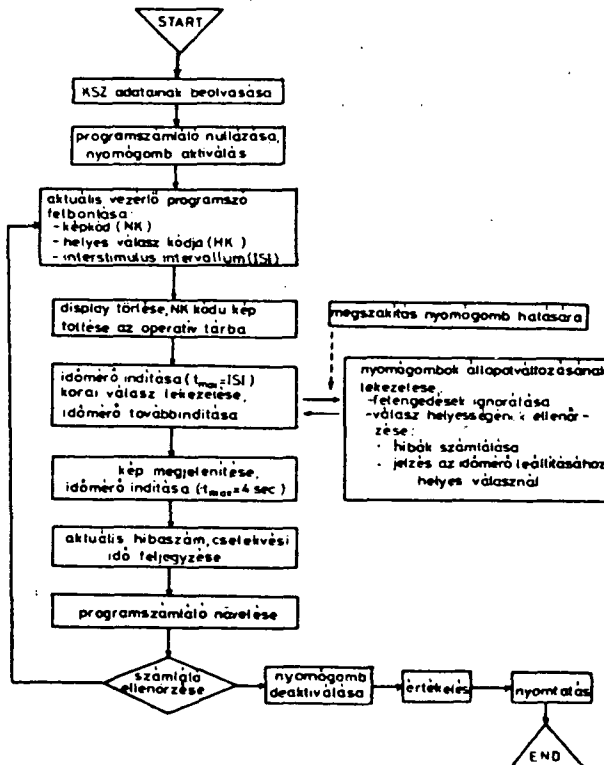 START
KSZ adatainak beolvasása
programszámláló nullázása,
nyomógomb aktiválás
aktuális vezérlő programszó
felbontása:
- képkód (NK)
- helyes válasz kódja (HK)
- interstimulus intervallum (ISI)
display törlése, NK kódu kép
töltése az operatív tárba
megszakítás nyomógomb hatására
időmérő indítása (tmax=ISI)
korai válasz lekezelése,
időmérő továbbindítása
nyomógombok állapotváltozásának
lekezelése,
-felengedések ignorálása
-válasz helyességének ellenőr-
zése:
· hibák számlálása
· jelzés az időmérő leállításához
helyes válasznál
kép megjelenítése,
időmérő indítása (tmax=4 sec)
aktuális hibaszám, cselekvési
idő feljegyzése
programszámláló növelése
számláló
ellenőrzése
nyomógomb
deaktiválása
értékelés
nyomtatás
END